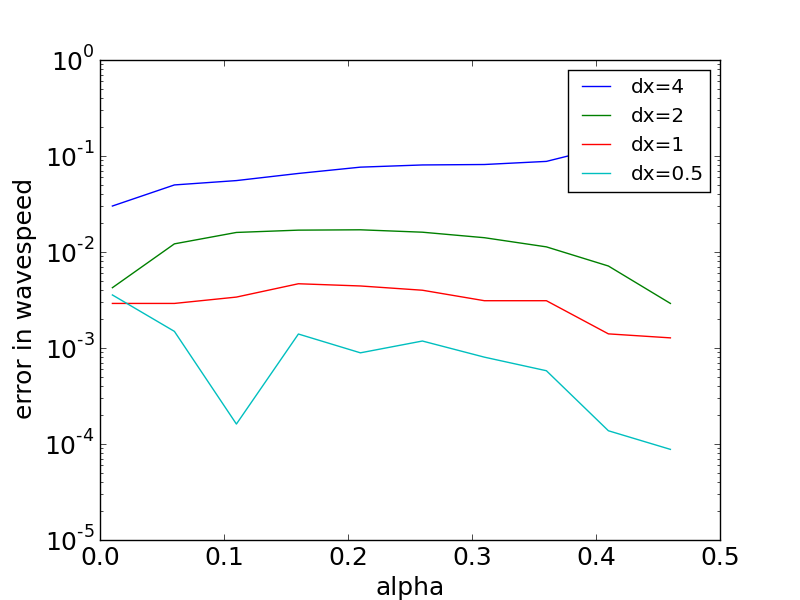 10^0
10^-1
10^-2
10^-3
10^-4
10^-5
error in wavespeed
dx=4
dx=2
dx=1
dx=0.5
0.0 0.1 0.2 0.3 0.4 0.5
alpha